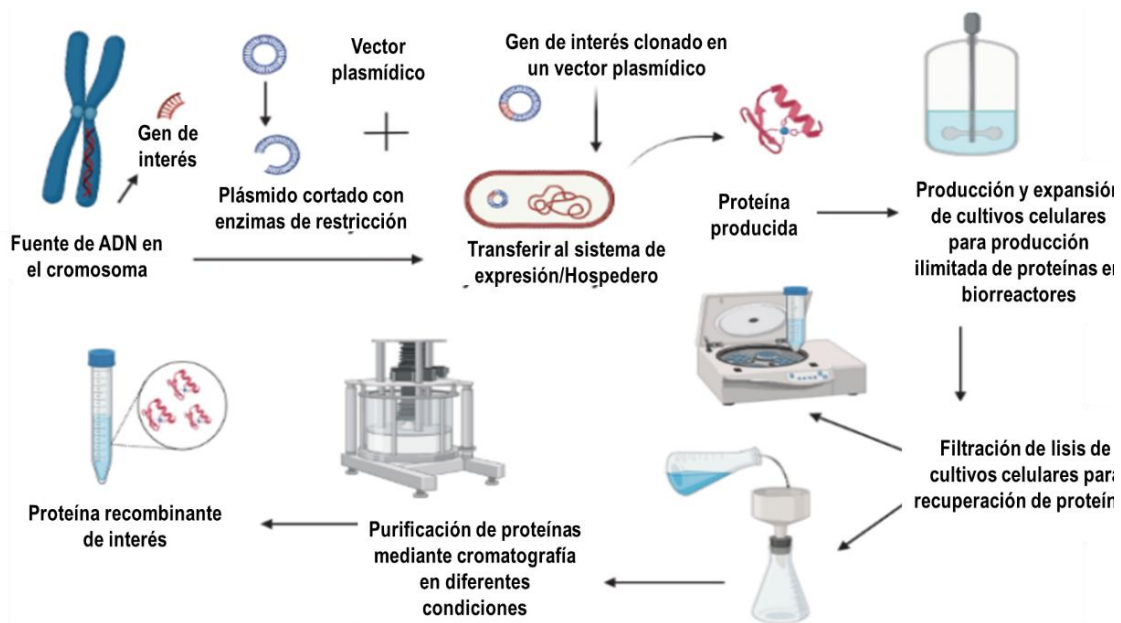 Gen de
interés
Fuente de ADN en
el cromosoma
Vector
plasmídico
Plásmido cortado con
enzimas de restricción
Gen de interés clonado en
un vector plasmídico
Transferir al sistema de
expresión/Hospedero
Proteína
producida
Producción y expansión
de cultivos celulares
para producción
ilimitada de proteínas en
biorreactores
Filtración de lisis de
cultivos celulares para
recuperación de proteín
Purificación de proteínas
mediante cromatografía
en diferentes
condiciones
Proteína recombinante
de interés